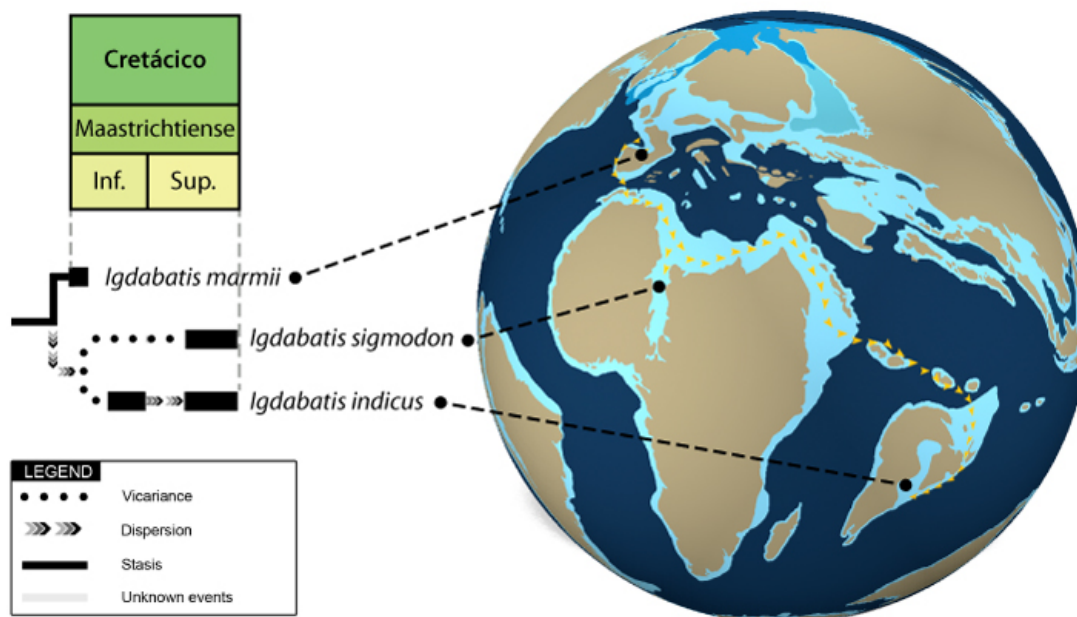 Cretácico
Maastrichtiense
Inf. Sup.
Igdabatis marmii
Igdabatis sigmodon
Igdabatis indicus
LEGEND
Vicariance
Dispersion
Stasis
Unknown events